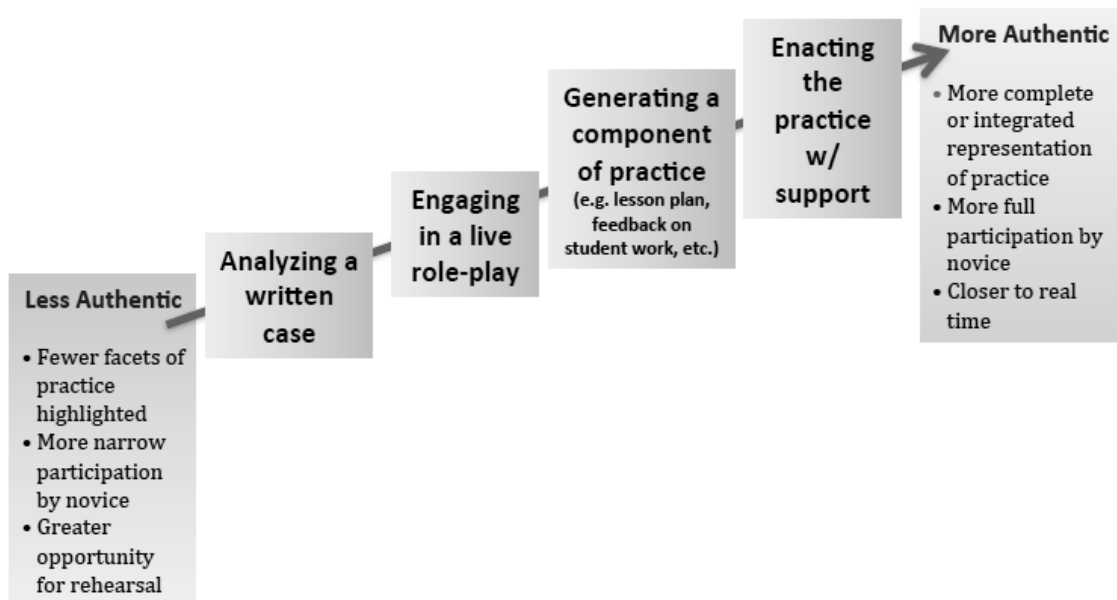 Less Authentic
• Fewer facets of
practice
highlighted
• More narrow
participation
by novice
• Greater
opportunity
for rehearsal
Analyzing a
written
case
Engaging
in a live
role-play
Generating a
component
of practice
(e.g. lesson plan,
feedback on
student work, etc.)
Enacting
the
practice
w/
support
More Authentic
• More complete
or integrated
representation
of practice
• More full
participation by
novice
• Closer to real
time